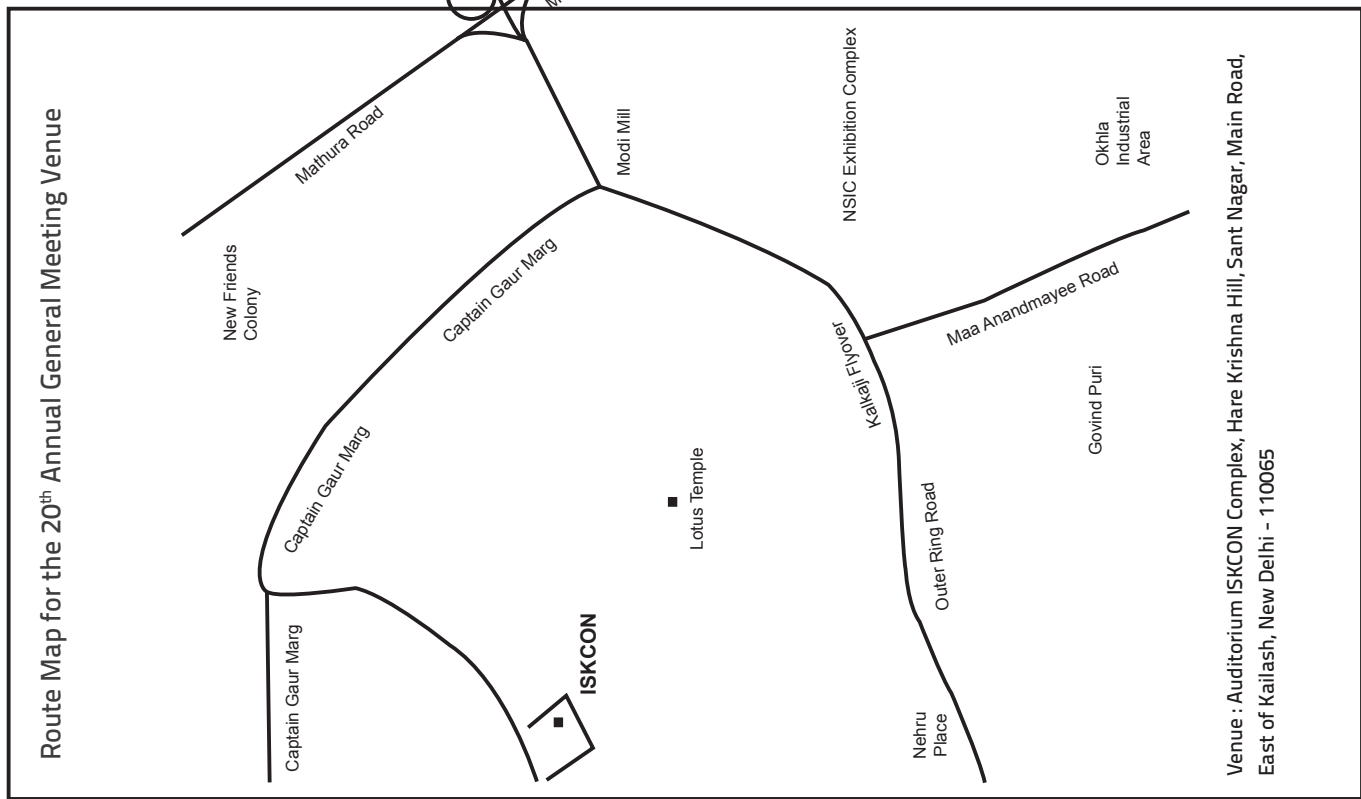 Route Map for the 20th Annual General Meeting Venue
Mathura Road
New Friends
Colony
Captain Gaur Marg
Captain Gaur Marg
Captain Gaur Marg
Modi Mill
NSIC Exhibition Complex
Okhla
Industrial
Area
Kalkaji Flyover
Maa Anandmayee Road
Govind Puri
Lotus Temple
Outer Ring Road
ISKCON
Nehru
Place
Venue : Auditorium ISKCON Complex, Hare Krishna Hill, Sant Nagar, Main Road,
East of Kailash, New Delhi - 110065